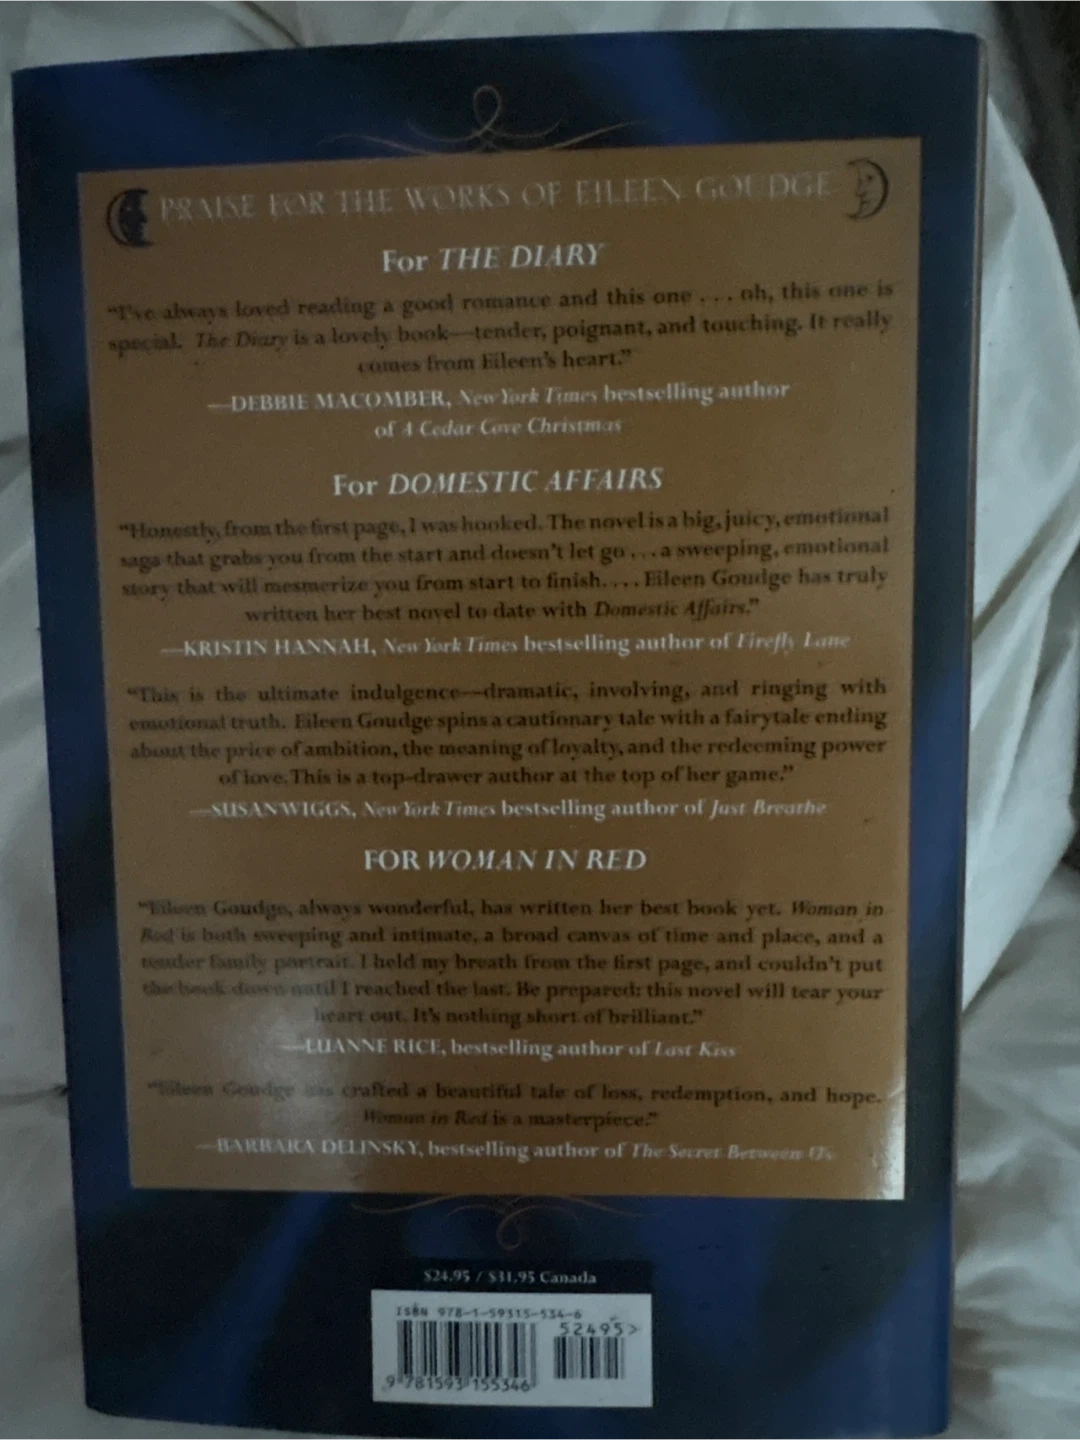 PRAISE FOR THE WORKS OF EILEEN GOUDGE
For THE DIARY
“I’ve always loved reading a good romance and this one . . . oh, this one is
special. The Diary is a lovely book—tender, poignant, and touching. It really
comes from Eileen’s heart.”
—DEBBIE MACOMBER, New York Times bestselling author
of A Cedar Cove Christmas
For DOMESTIC AFFAIRS
“Honestly, from the first page, I was hooked. The novel is a big, juicy, emotional
saga that grabs you from the start and doesn’t let go . . . a sweeping, emotional
story that will mesmerize you from start to finish. . . . Eileen Goudge has truly
written her best novel to date with Domestic Affairs.”
—KRISTIN HANNAH, New York Times bestselling author of Firefly Lane
“This is the ultimate indulgence—dramatic, involving, and ringing with
emotional truth. Eileen Goudge spins a cautionary tale with a fairytale ending
about the price of ambition, the meaning of loyalty, and the redeeming power
of love. This is a top-drawer author at the top of her game.”
—SUSAN WIGGS, New York Times bestselling author of Just Breathe
FOR WOMAN IN RED
“Eileen Goudge, always wonderful, has written her best book yet. Woman in
Red is both sweeping and intimate, a broad canvas of time and place, and a
tender family portrait. I held my breath from the first page, and couldn’t put
the book down until I reached the last. Be prepared: this novel will tear your
heart out. It’s nothing short of brilliant.”
—LUANNE RICE, bestselling author of Last Kiss
“Eileen Goudge has crafted a beautiful tale of loss, redemption, and hope.
Woman in Red is a masterpiece.”
—BARBARA DELINSKY, bestselling author of The Secret Between Us
$24.95 / $31.95 Canada
ISBN 978-1-59315-534-6
52495>
9 781593 155346